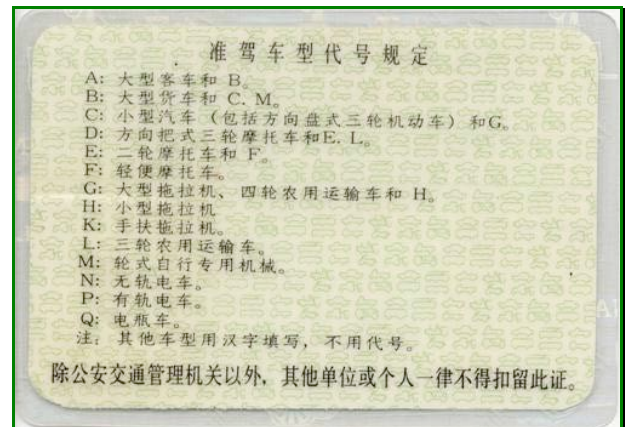 准驾车型代号规定
A: 大型客车和 B。
B: 大型货车和 C. M。
C: 小型汽车（包括方向盘式三轮机动车）和G。
D: 方向把式三轮摩托车和E. L。
E: 二轮摩托车和 F。
F: 轻便摩托车。
G: 大型拖拉机、四轮农用运输车和 H。
H: 小型拖拉机
K: 手扶拖拉机。
L: 三轮农用运输车。
M: 轮式自行专用机械。
N: 无轨电车。
P: 有轨电车。
Q: 电瓶车。
注: 其他车型用汉字填写，不用代号。
除公安交通管理机关以外，其他单位或个人一律不得扣留此证。